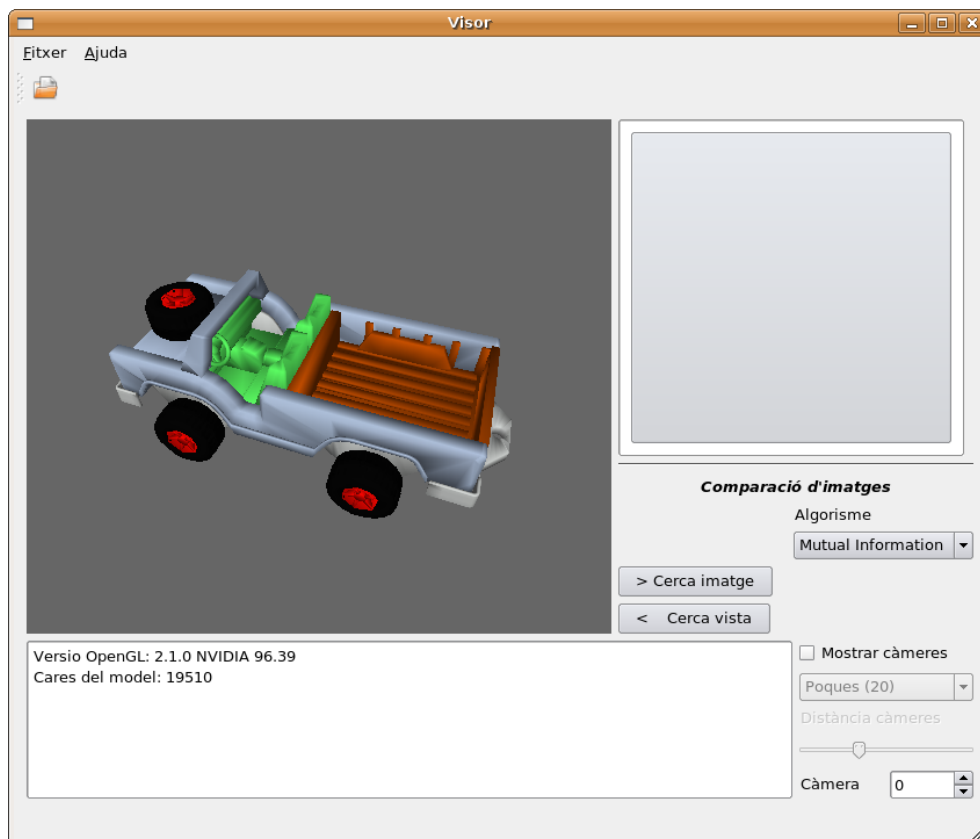 Visor
Fitxer Ajuda
Comparació d'imatges
Algorisme
Mutual Information
> Cerca imatge
< Cerca vista
Versio OpenGL: 2.1.0 NVIDIA 96.39
Cares del model: 19510
Mostrar càmeres
Poques (20)
Distància càmeres
Càmera 0